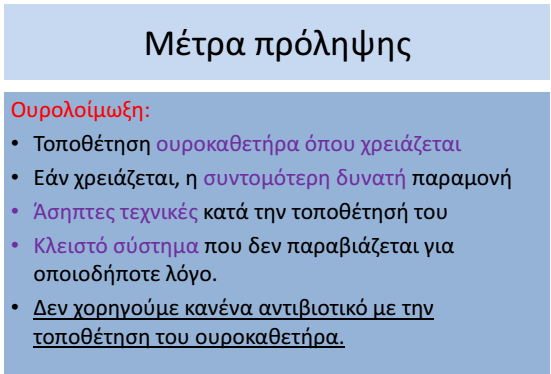 Μέτρα πρόληψης
Ουρολοίμωξη:
• Τοποθέτηση ουροκαθετήρα όπου χρειάζεται
• Εάν χρειάζεται, η συντομότερη δυνατή παραμονή
• Άσηπτες τεχνικές κατά την τοποθέτησή του
• Κλειστό σύστημα που δεν παραβιάζεται για
οποιοδήποτε λόγο.
• Δεν χορηγούμε κανένα αντιβιοτικό με την
τοποθέτηση του ουροκαθετήρα.